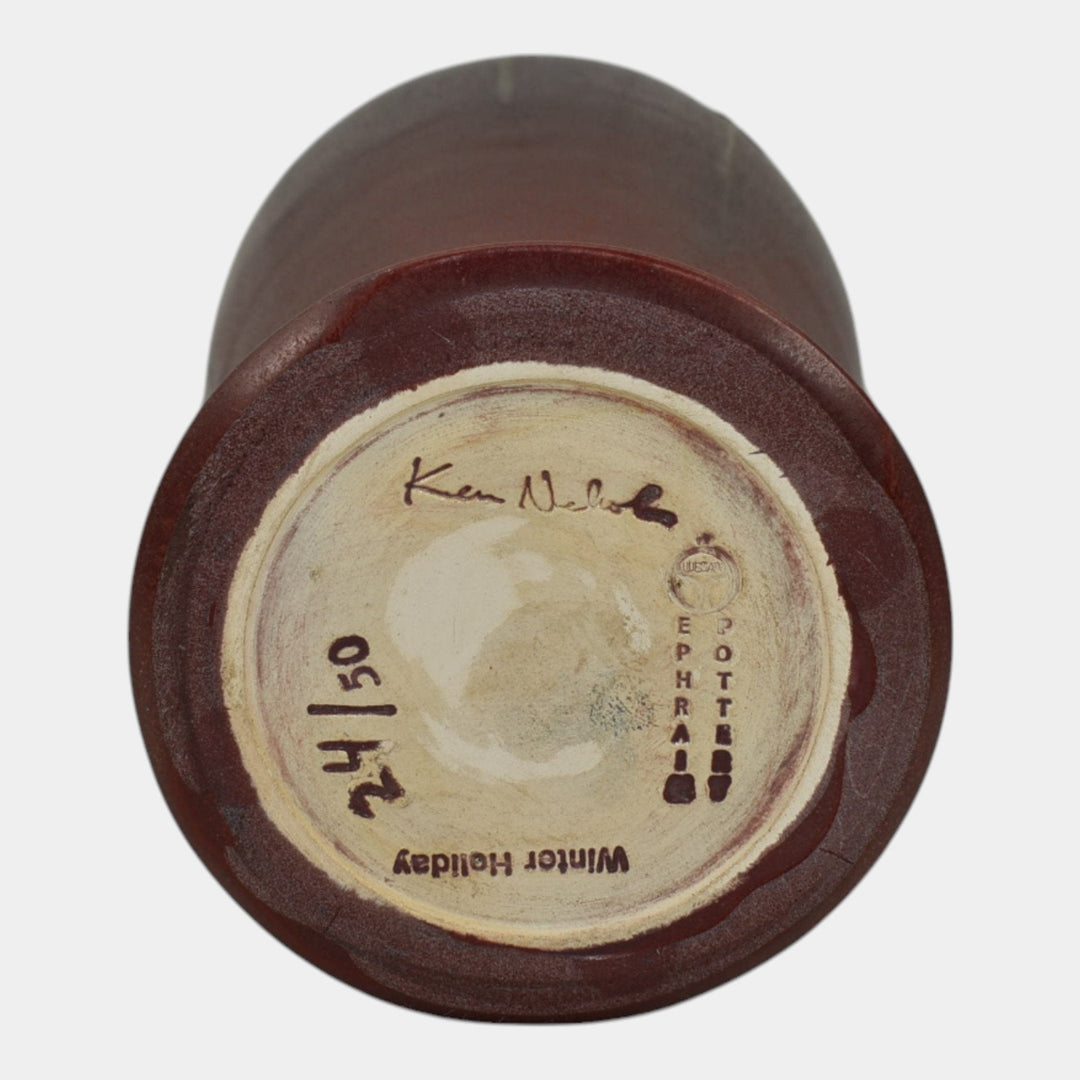 Ken Nichols
EPHRAIM
POTTERY
24/50
Winter Holiday